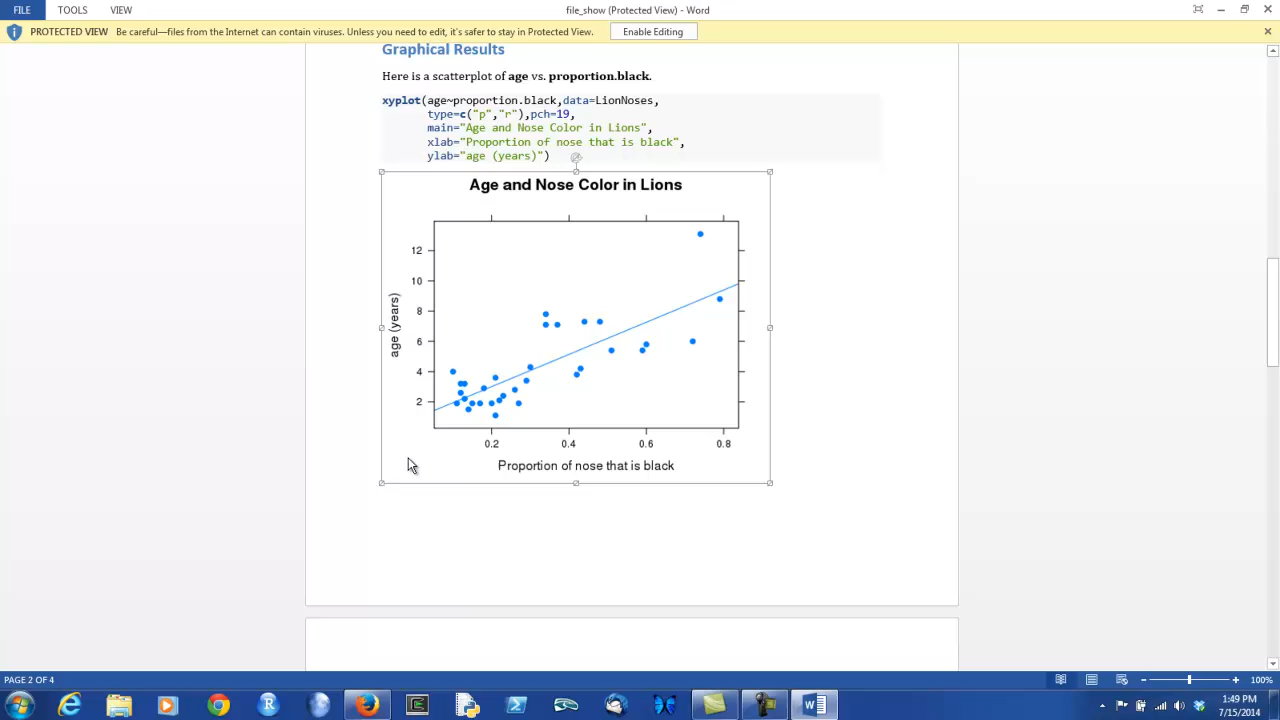 FILE TOOLS VIEW file_show (Protected View) - Word
PROTECTED VIEW Be careful—files from the Internet can contain viruses. Unless you need to edit, it's safer to stay in Protected View. Enable Editing
Graphical Results
Here is a scatterplot of age vs. proportion.black.
xyplot(age~proportion.black,data=LionNoses,
type=c("p","r"),pch=19,
main="Age and Nose Color in Lions",
xlab="Proportion of nose that is black",
ylab="age (years)")
Age and Nose Color in Lions
12
10
8
6
4
2
age (years)
0.2 0.4 0.6 0.8
Proportion of nose that is black
PAGE 2 OF 4 100%
1:49 PM
7/15/2014